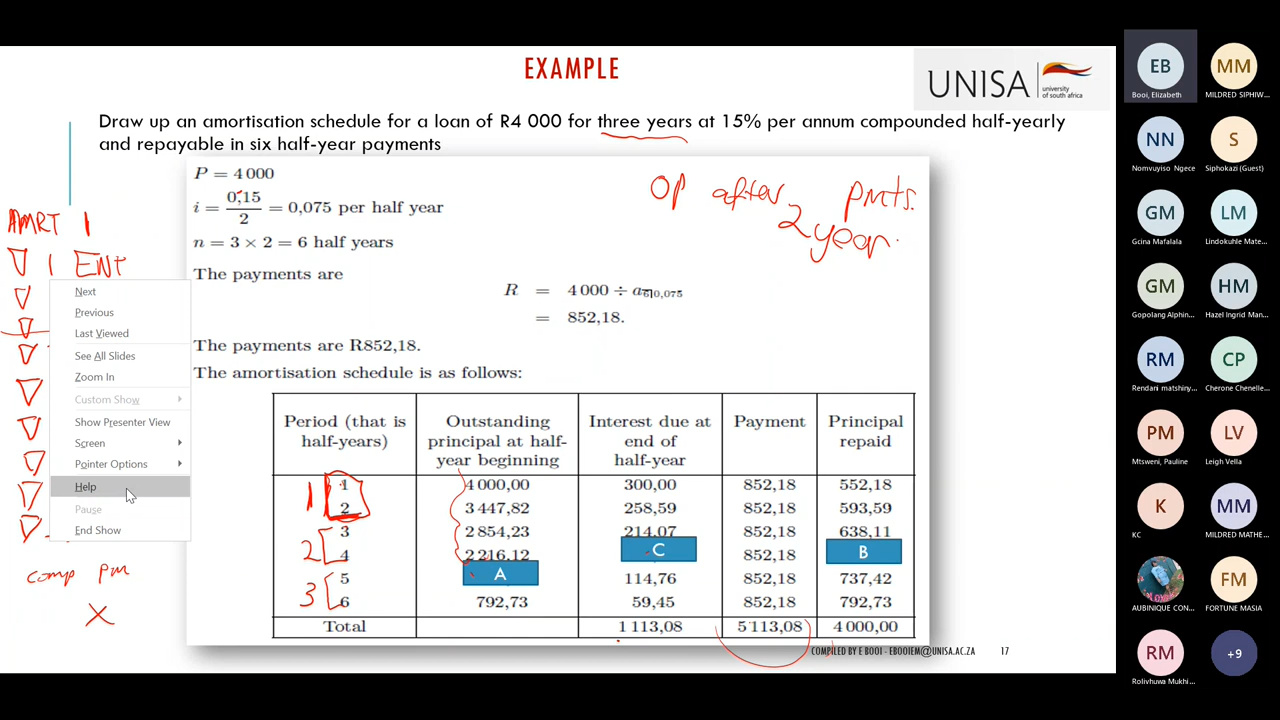 EXAMPLE
UNISA
university
of south africa
Draw up an amortisation schedule for a loan of R4 000 for three years at 15% per annum compounded half-yearly
and repayable in six half-year payments
P = 4 000
i = 0,15 / 2 = 0,075 per half year
n = 3 × 2 = 6 half years
The payments are
R = 4 000 ÷ a6⌉0,075
= 852,18.
The payments are R852,18.
The amortisation schedule is as follows:
OP after pmts.
2 year.
AMRT 1
▽ 1 ENT
Next
Previous
Last Viewed
See All Slides
Zoom In
Custom Show
Show Presenter View
Screen
Pointer Options
Help
Pause
End Show
comp pm
X
Period (that is half-years) Outstanding principal at half-year beginning Interest due at end of half-year Payment Principal repaid
1 4 000,00 300,00 852,18 552,18
2 3 447,82 258,59 852,18 593,59
3 2 854,23 214,07 852,18 638,11
4 2 216,12 C 852,18 B
5 A 114,76 852,18 737,42
6 792,73 59,45 852,18 792,73
Total 1 113,08 5 113,08 4 000,00
1
2
3
COMPILED BY E BOOI - EBOOIEM@UNISA.AC.ZA 17
EB
Booi, Elizabeth
MM
MILDRED SIPHIW...
NN
Nomvuyiso Ngece
S
Siphokazi (Guest)
GM
Gcina Mafalala
LM
Lindokuhle Mate...
GM
Gopolang Alphin...
HM
Hazel Ingrid Man...
RM
Rendani matshiny...
CP
Cherone Chenelle...
PM
Mtsweni, Pauline
LV
Leigh Vella
K
KC
MM
MILDRED MATHE...
AUBINIQUE CON...
FM
FORTUNE MASIA
RM
Rolivhuwa Mukhi...
+9